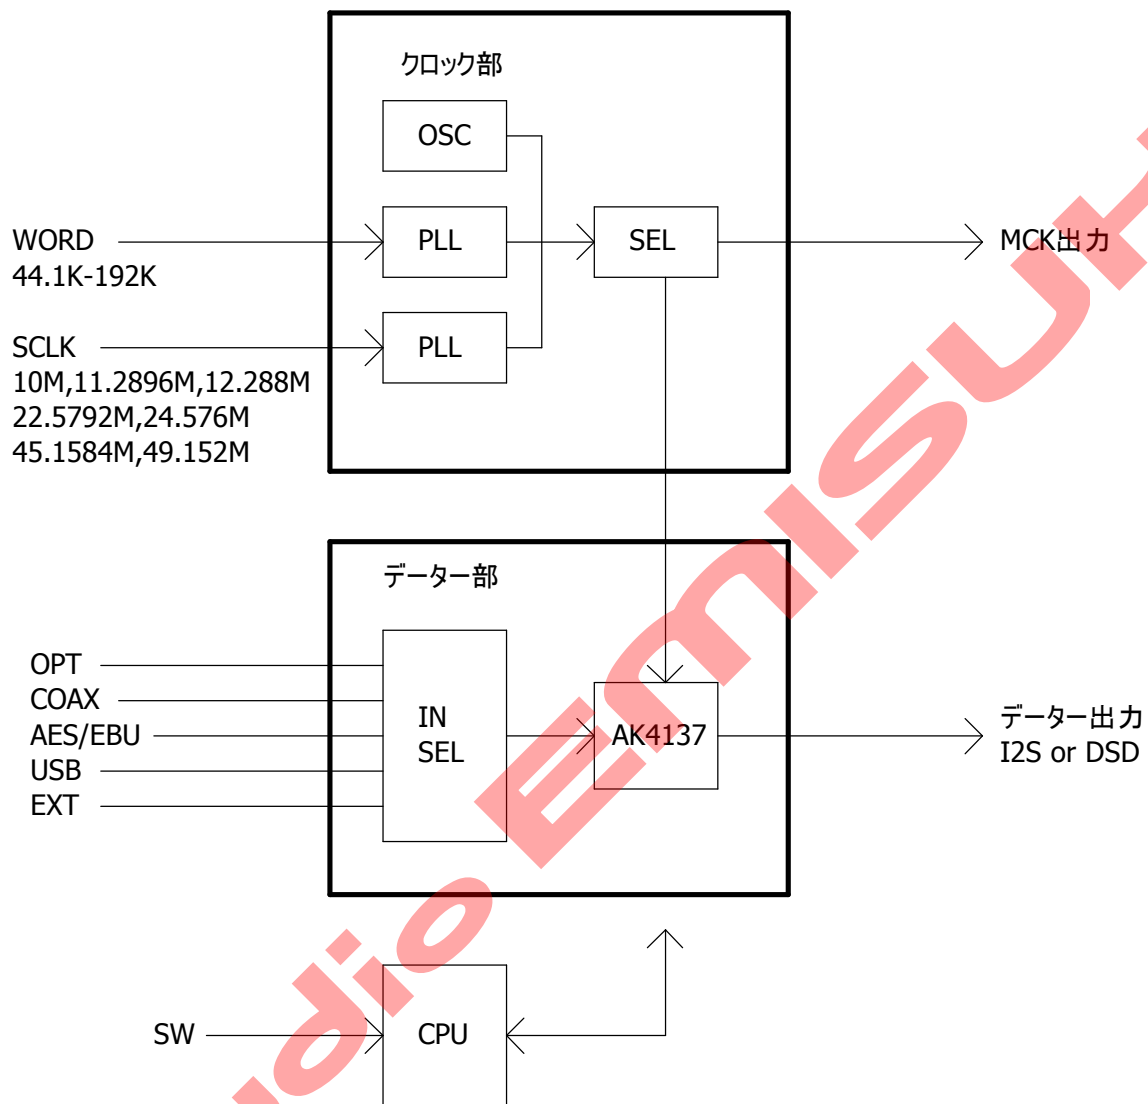 クロック部
OSC
WORD
44.1K-192K
PLL
SEL
MCK出力
SCLK
10M,11.2896M,12.288M
22.5792M,24.576M
45.1584M,49.152M
PLL
データー部
OPT
COAX
AES/EBU
USB
EXT
IN
SEL
AK4137
データー出力
I2S or DSD
SW
CPU